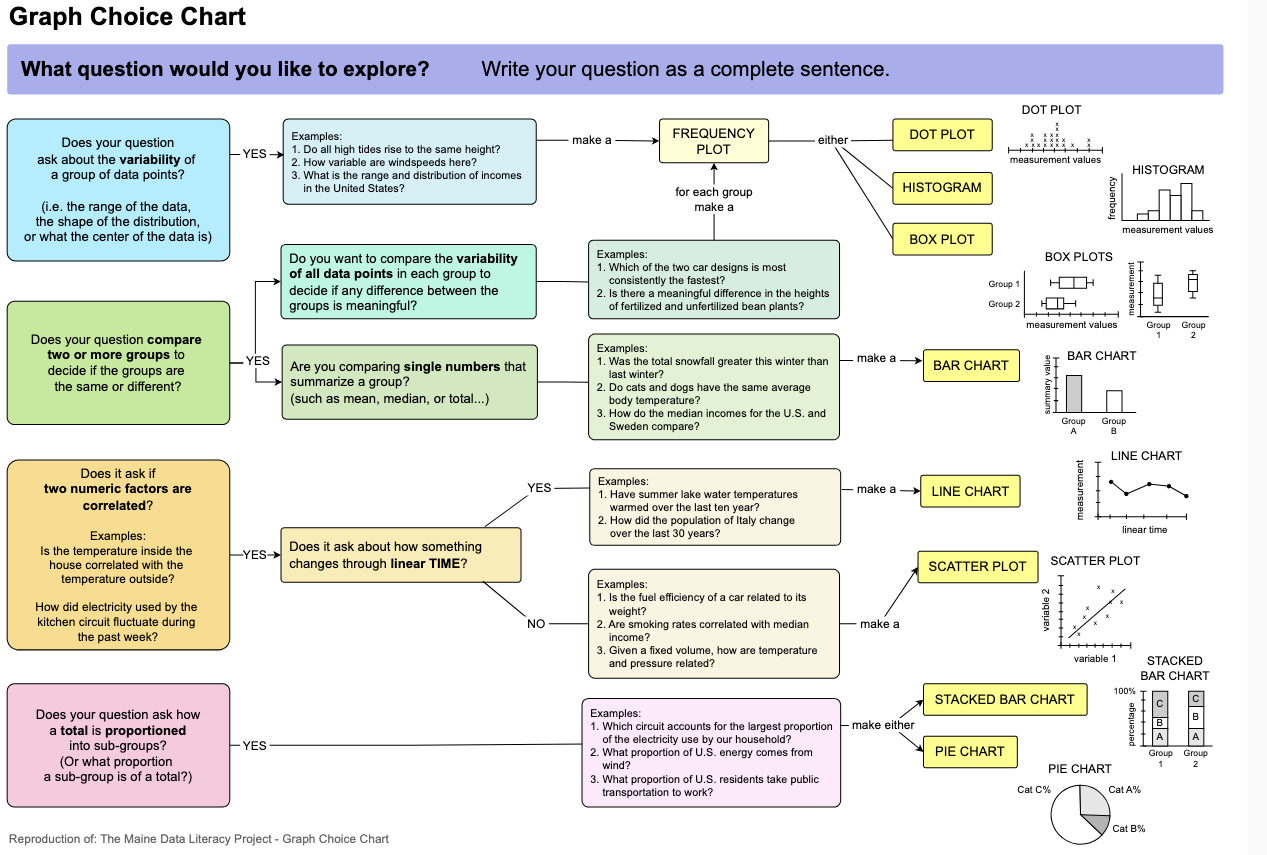 Graph Choice Chart
What question would you like to explore? Write your question as a complete sentence.
Does your question
ask about the variability of
a group of data points?
(i.e. the range of the data,
the shape of the distribution,
or what the center of the data is)
YES
Examples:
1. Do all high tides rise to the same height?
2. How variable are windspeeds here?
3. What is the range and distribution of incomes
in the United States?
make a
FREQUENCY
PLOT
either
DOT PLOT
HISTOGRAM
BOX PLOT
for each group
make a
DOT PLOT
measurement values
HISTOGRAM
frequency
measurement values
BOX PLOTS
Group 1
Group 2
measurement values
measurement
Group
1
Group
2
Does your question compare
two or more groups to
decide if the groups are
the same or different?
YES
Do you want to compare the variability
of all data points in each group to
decide if any difference between the
groups is meaningful?
Examples:
1. Which of the two car designs is most
consistently the fastest?
2. Is there a meaningful difference in the heights
of fertilized and unfertilized bean plants?
Are you comparing single numbers that
summarize a group?
(such as mean, median, or total...)
Examples:
1. Was the total snowfall greater this winter than
last winter?
2. Do cats and dogs have the same average
body temperature?
3. How do the median incomes for the U.S. and
Sweden compare?
make a
BAR CHART
BAR CHART
summary value
Group
A
Group
B
Does it ask if
two numeric factors are
correlated?
Examples:
Is the temperature inside the
house correlated with the
temperature outside?
How did electricity used by the
kitchen circuit fluctuate during
the past week?
YES
Does it ask about how something
changes through linear TIME?
YES
Examples:
1. Have summer lake water temperatures
warmed over the last ten year?
2. How did the population of Italy change
over the last 30 years?
make a
LINE CHART
LINE CHART
measurement
linear time
NO
Examples:
1. Is the fuel efficiency of a car related to its
weight?
2. Are smoking rates correlated with median
income?
3. Given a fixed volume, how are temperature
and pressure related?
make a
SCATTER PLOT
SCATTER PLOT
variable 2
variable 1
Does your question ask how
a total is proportioned
into sub-groups?
(Or what proportion
a sub-group is of a total?)
YES
Examples:
1. Which circuit accounts for the largest proportion
of the electricity use by our household?
2. What proportion of U.S. energy comes from
wind?
3. What proportion of U.S. residents take public
transportation to work?
make either
STACKED BAR CHART
PIE CHART
STACKED
BAR CHART
100%
percentage
C
B
A
C
B
A
Group
1
Group
2
PIE CHART
Cat C%
Cat A%
Cat B%
Reproduction of: The Maine Data Literacy Project - Graph Choice Chart